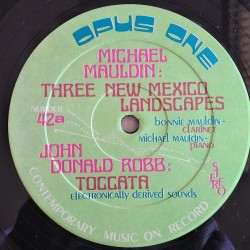 OPUS ONE
MICHAEL
MAULDIN:
THREE NEW MEXICO
LANDSCAPES
NUMBER
42a
bonnie mauldin-
CLARINET
michael mauldin-
PIANO
JOHN
DONALD ROBB:
TOCCATA
electronically derived sounds
STEREO
CONTEMPORARY MUSIC ON RECORD